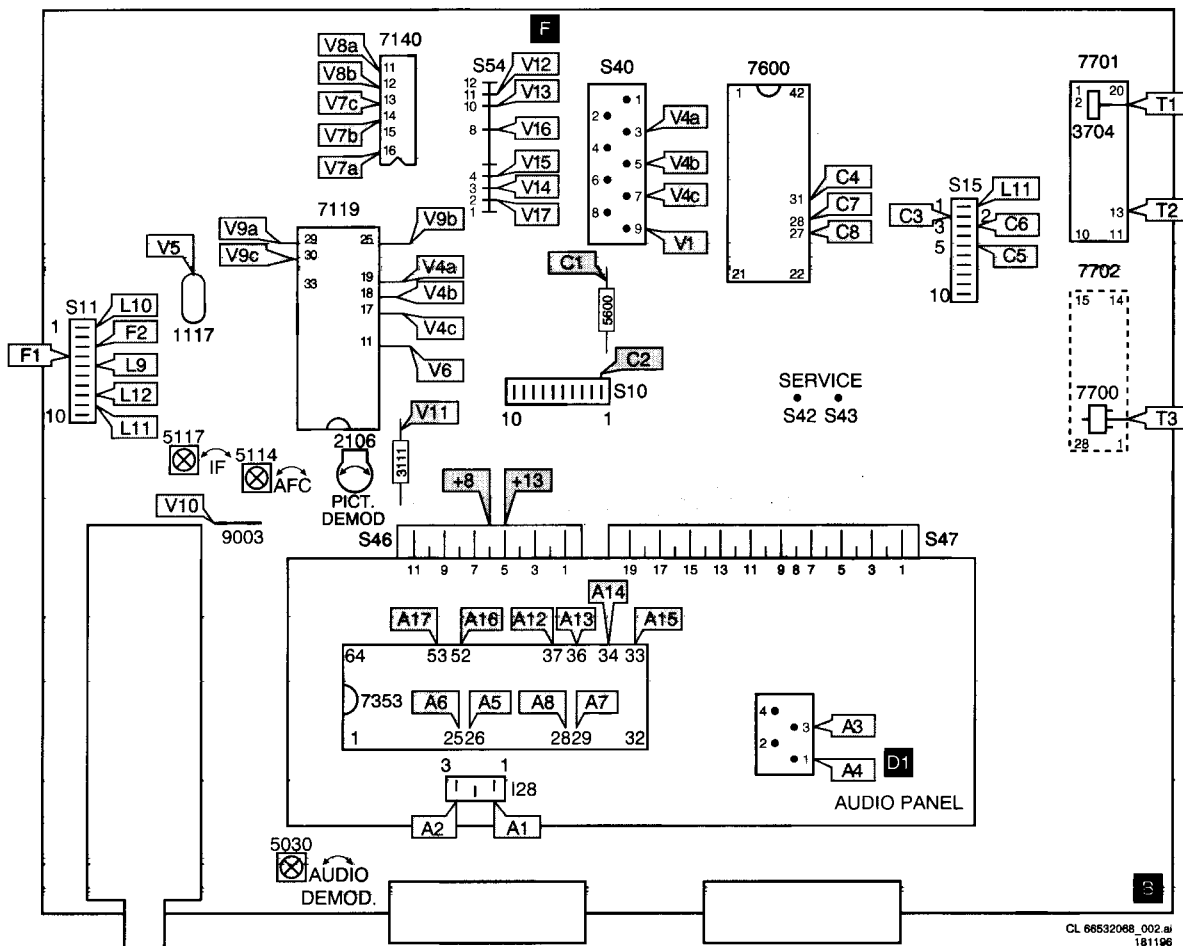 F
7140
V8a
11
V8b
12
V7c
13
14
V7b
15
V7a
16
S54
12
11
10
8
4
3
2
1
V12
V13
V16
V15
V14
V17
S40
1
2
3
4
5
6
7
8
9
V4a
V4b
V4c
V1
7600
1 42
31
28
27
21 22
C4
C7
C8
S15
C3
1
3
5
10
2
L11
C6
C5
7701
1 20
2
3704
13
10 11
T1
T2
7702
15 14
7700
28 1
T3
7119
V9a
29
V9c
30
33
25
19
18
17
11
V9b
V4a
V4b
V4c
V6
V5
1117
S11
1
10
F1
L10
F2
L9
L12
L11
C1
5600
C2
S10
10 1
SERVICE
S42 S43
5117
IF
5114
AFC
2106
PICT.
DEMOD
V11
3111
V10
9003
+8
+13
S46
11 9 7 5 3 1
S47
19 17 15 13 11 9 8 7 5 3 1
A14
A17 A16 A12 A13 A15
64 53 52 37 36 34 33
7353
A6 A5 A8 A7
1 25 26 28 29 32
3 1
I28
A2 A1
4
3
2
1
A3
A4
D1
AUDIO PANEL
5030
AUDIO
DEMOD.
CL 66532068_002.ai
181196